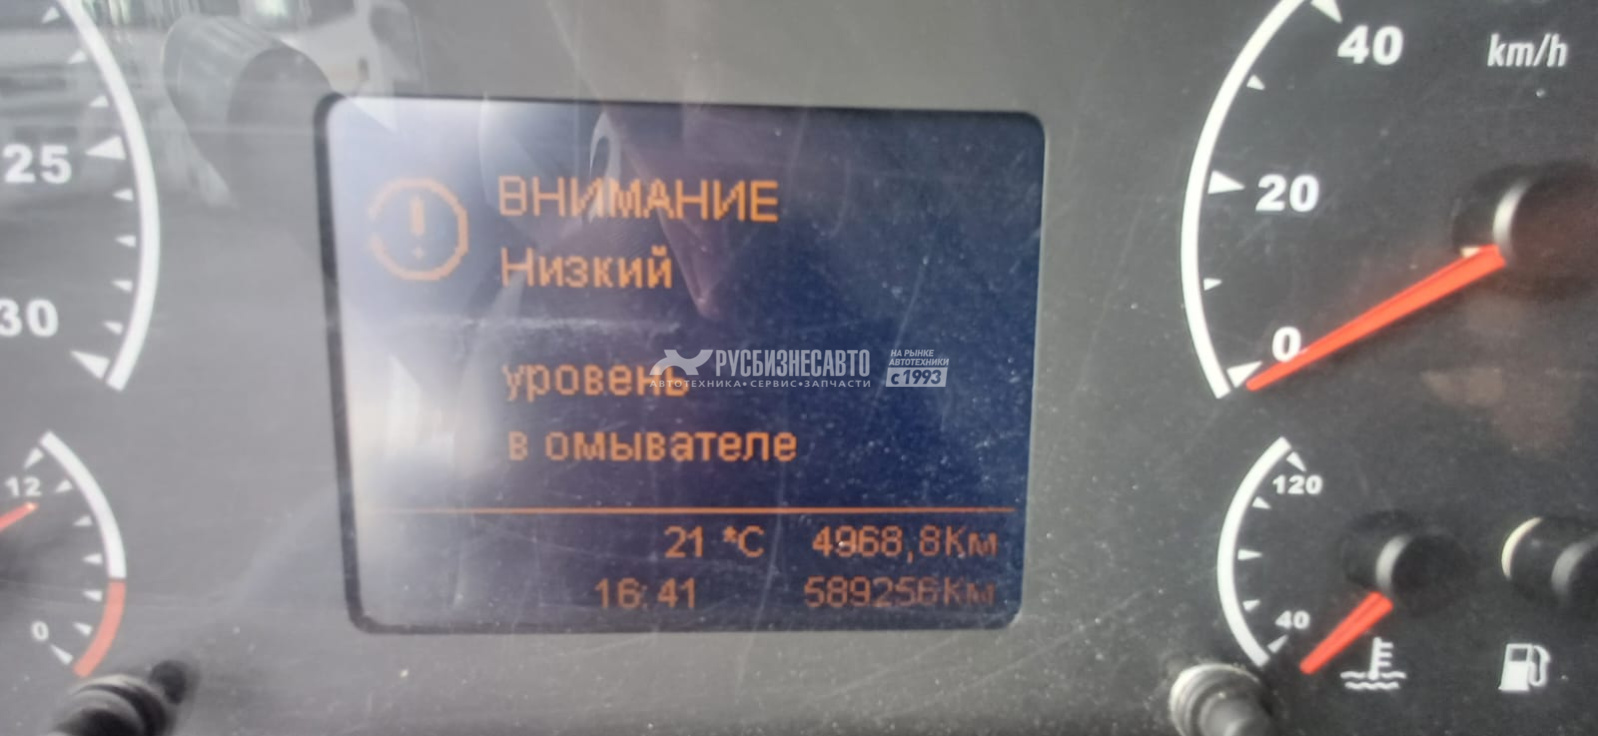 25
30
12
0
ВНИМАНИЕ
Низкий
уровень
в омывателе
21 *C 4968,8Км
16:41 589256Км
РУСБИЗНЕСАВТО
АВТОТЕХНИКА•СЕРВИС•ЗАПЧАСТИ
НА РЫНКЕ
АВТОТЕХНИКИ
с 1993
40 km/h
20
0
120
40